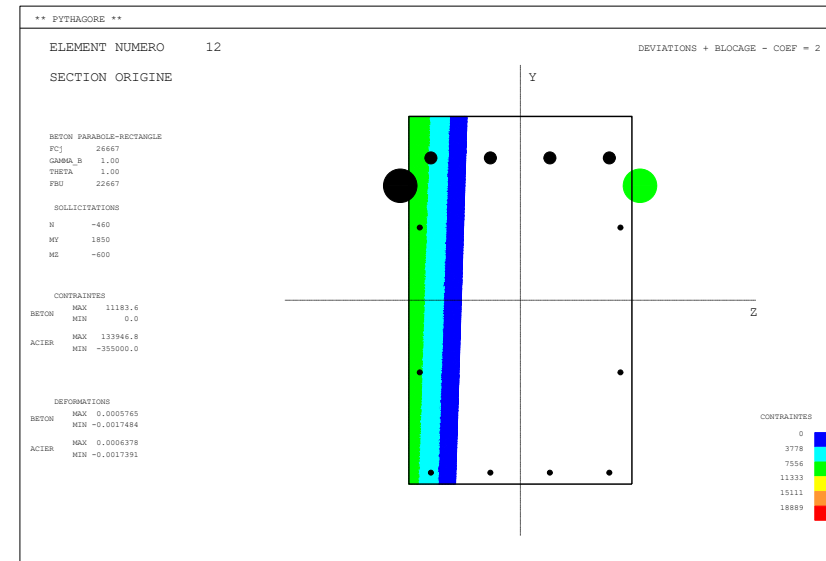 ** PYTHAGORE **
ELEMENT NUMERO 12
DEVIATIONS + BLOCAGE - COEF = 2
SECTION ORIGINE
Y
BETON PARABOLE-RECTANGLE
FCj 26667
GAMMA_B 1.00
THETA 1.00
FBU 22667
SOLLICITATIONS
N -460
MY 1850
MZ -600
Z
CONTRAINTES
BETON MAX 11183.6
MIN 0.0
ACIER MAX 133946.8
MIN -355000.0
DEFORMATIONS
BETON MAX 0.0005765
MIN -0.0017484
ACIER MAX 0.0006378
MIN -0.0017391
CONTRAINTES
0
3778
7556
11333
15111
18889